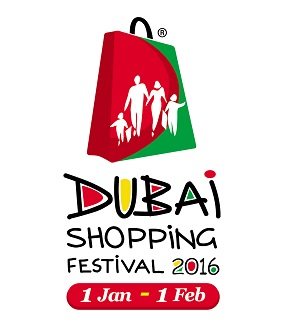 ®
DUBAi
SHOPPiNG
FESTiVAL 2016
1 Jan - 1 Feb